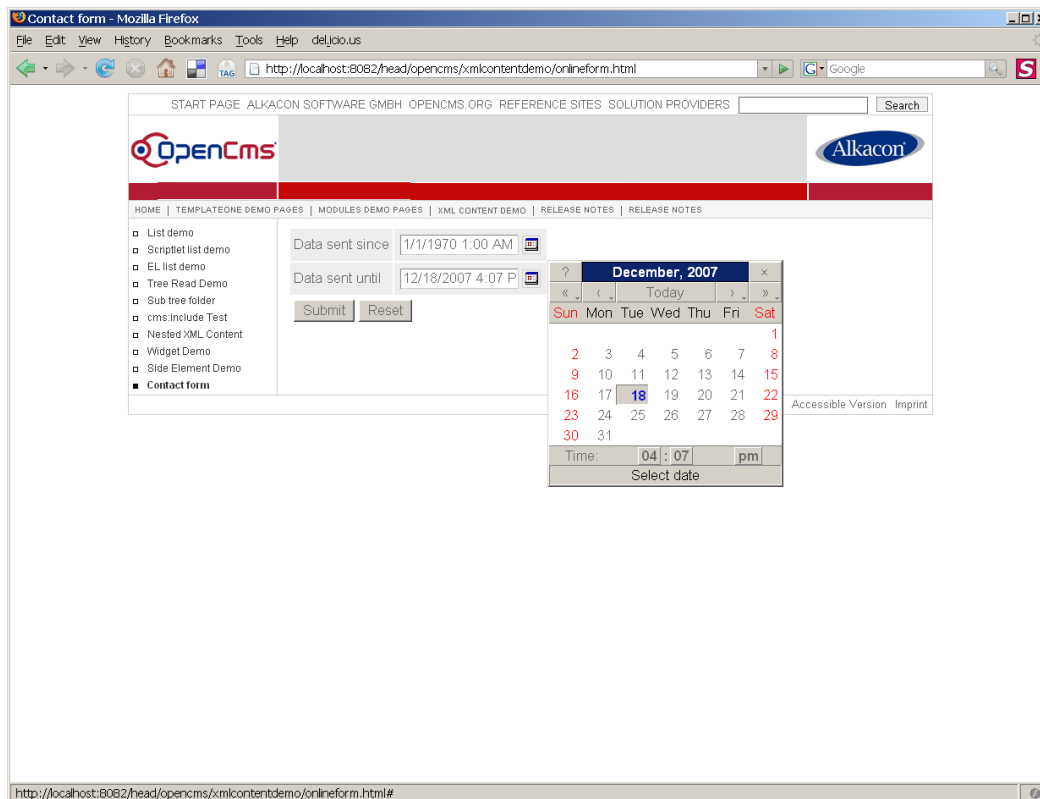 Contact form - Mozilla Firefox
File Edit View History Bookmarks Tools Help del.icio.us
TAG http://localhost:8082/head/opencms/xmlcontentdemo/onlineform.html G Google S
START PAGE ALKACON SOFTWARE GMBH OPENCMS.ORG REFERENCE SITES SOLUTION PROVIDERS Search
OpenCms Alkacon
HOME | TEMPLATEONE DEMO PAGES | MODULES DEMO PAGES | XML CONTENT DEMO | RELEASE NOTES | RELEASE NOTES
List demo
Scriptlet list demo
EL list demo
Tree Read Demo
Sub tree folder
cms:include Test
Nested XML Content
Widget Demo
Side Element Demo
Contact form
Data sent since 1/1/1970 1:00 AM
Data sent until 12/18/2007 4:07 P
Submit Reset
? December, 2007 ×
« ‹ Today › »
Sun Mon Tue Wed Thu Fri Sat
1
2 3 4 5 6 7 8
9 10 11 12 13 14 15
16 17 18 19 20 21 22
23 24 25 26 27 28 29
30 31
Time: 04 : 07 pm
Select date
Accessible Version Imprint
http://localhost:8082/head/opencms/xmlcontentdemo/onlineform.html#